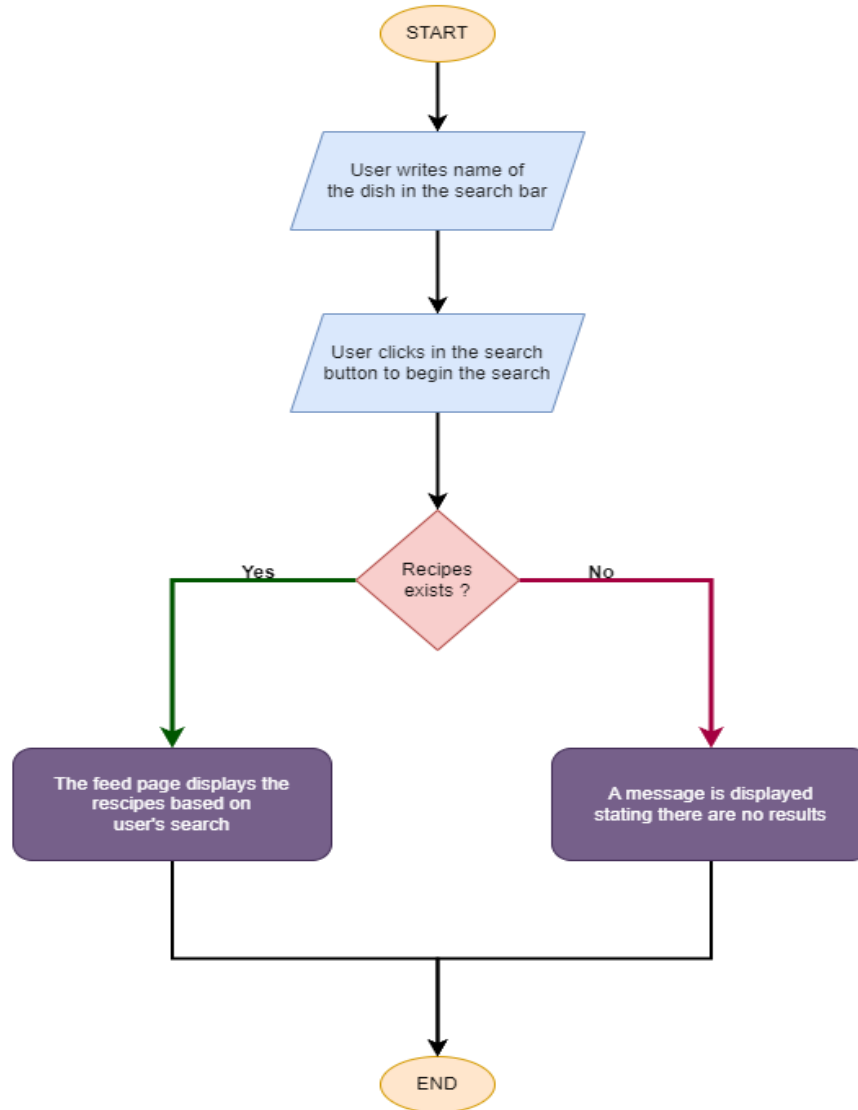 START
User writes name of
the dish in the search bar
User clicks in the search
button to begin the search
Recipes
exists ?
Yes
No
The feed page displays the
rescipes based on
user's search
A message is displayed
stating there are no results
END